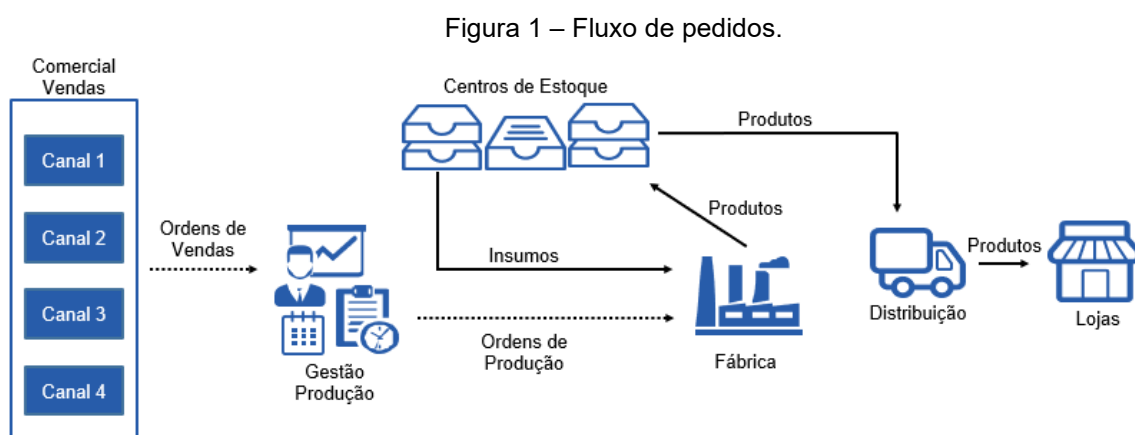 Figura 1 – Fluxo de pedidos.
Comercial
Vendas
Canal 1
Canal 2
Canal 3
Canal 4
Ordens de
Vendas
Gestão
Produção
Centros de Estoque
Insumos
Ordens de
Produção
Produtos
Fábrica
Produtos
Distribuição
Produtos
Lojas